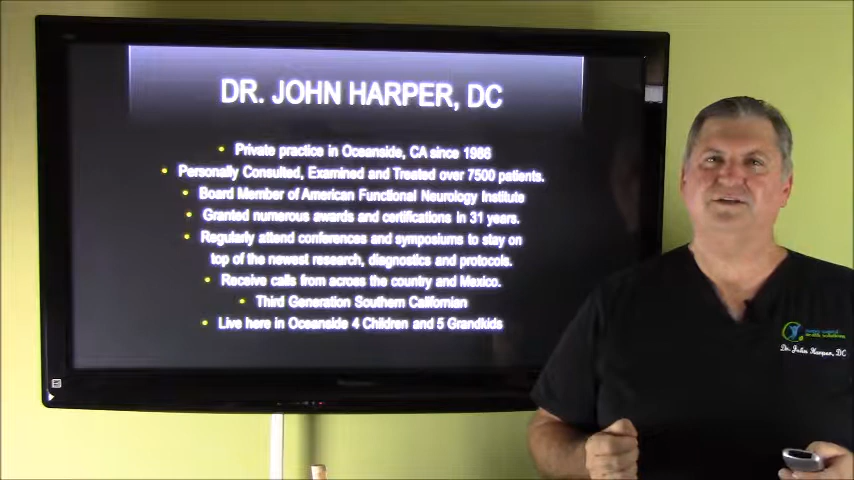 DR. JOHN HARPER, DC
• Private practice in Oceanside, CA since 1986
• Personally Consulted, Examined and Treated over 7500 patients.
• Board Member of American Functional Neurology Institute
• Granted numerous awards and certifications in 31 years.
• Regularly attend conferences and symposiums to stay on
top of the newest research, diagnostics and protocols.
• Receive calls from across the country and Mexico.
• Third Generation Southern Californian
• Live here in Oceanside 4 Children and 5 Grandkids
Dr. John Harper, DC